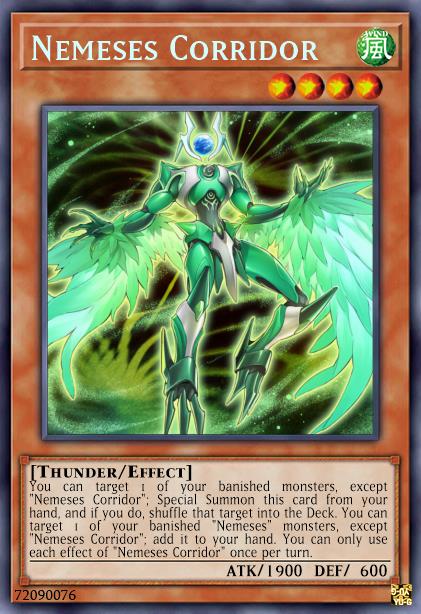 NEMESES CORRIDOR
WIND
風
[THUNDER/EFFECT]
You can target 1 of your banished monsters, except
"Nemeses Corridor"; Special Summon this card from your
hand, and if you do, shuffle that target into the Deck. You can
target 1 of your banished "Nemeses" monsters, except
"Nemeses Corridor"; add it to your hand. You can only use
each effect of "Nemeses Corridor" once per turn.
ATK/1900 DEF/ 600
72090076